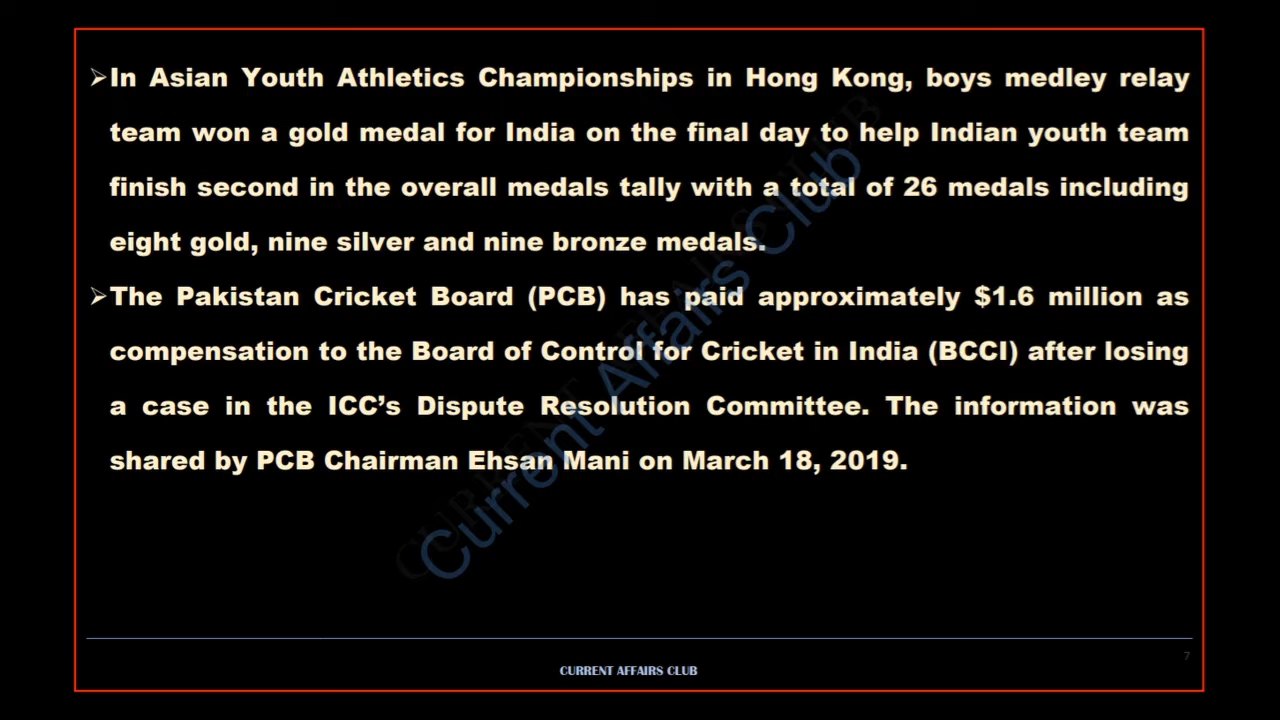 ➢In Asian Youth Athletics Championships in Hong Kong, boys medley relay
team won a gold medal for India on the final day to help Indian youth team
finish second in the overall medals tally with a total of 26 medals including
eight gold, nine silver and nine bronze medals.
➢The Pakistan Cricket Board (PCB) has paid approximately $1.6 million as
compensation to the Board of Control for Cricket in India (BCCI) after losing
a case in the ICC’s Dispute Resolution Committee. The information was
shared by PCB Chairman Ehsan Mani on March 18, 2019.
CURRENT AFFAIRS CLUB
Current Affairs Club
7
CURRENT AFFAIRS CLUB